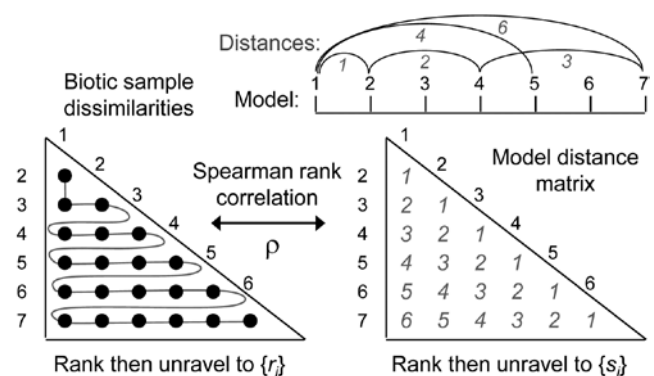 Distances:
6
4
1 2 3
1 2 3 4 5 6 7
Model:
Biotic sample
dissimilarities
1
2
3
4
5
6
2
3
4
5
6
7
Rank then unravel to {rᵢ}
Spearman rank
correlation
ρ
Model distance
matrix
1
2
3
4
5
6
2 1
3 2 1
4 3 2 1
5 4 3 2 1
6 5 4 3 2 1
7 6 5 4 3 2 1
Rank then unravel to {sᵢ}